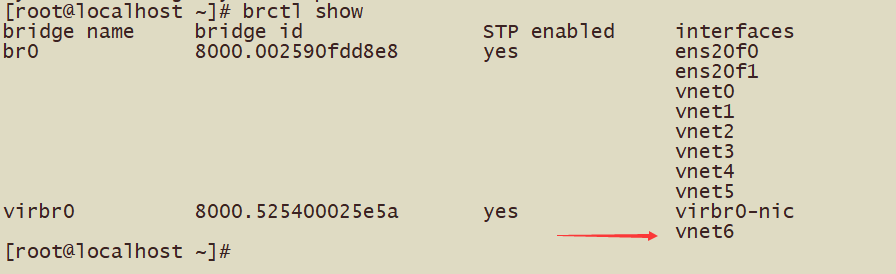 [root@localhost ~]# brctl show
bridge name bridge id STP enabled interfaces
br0 8000.002590fdd8e8 yes ens20f0
ens20f1
vnet0
vnet1
vnet2
vnet3
vnet4
vnet5
virbr0 8000.525400025e5a yes virbr0-nic
vnet6
[root@localhost ~]#